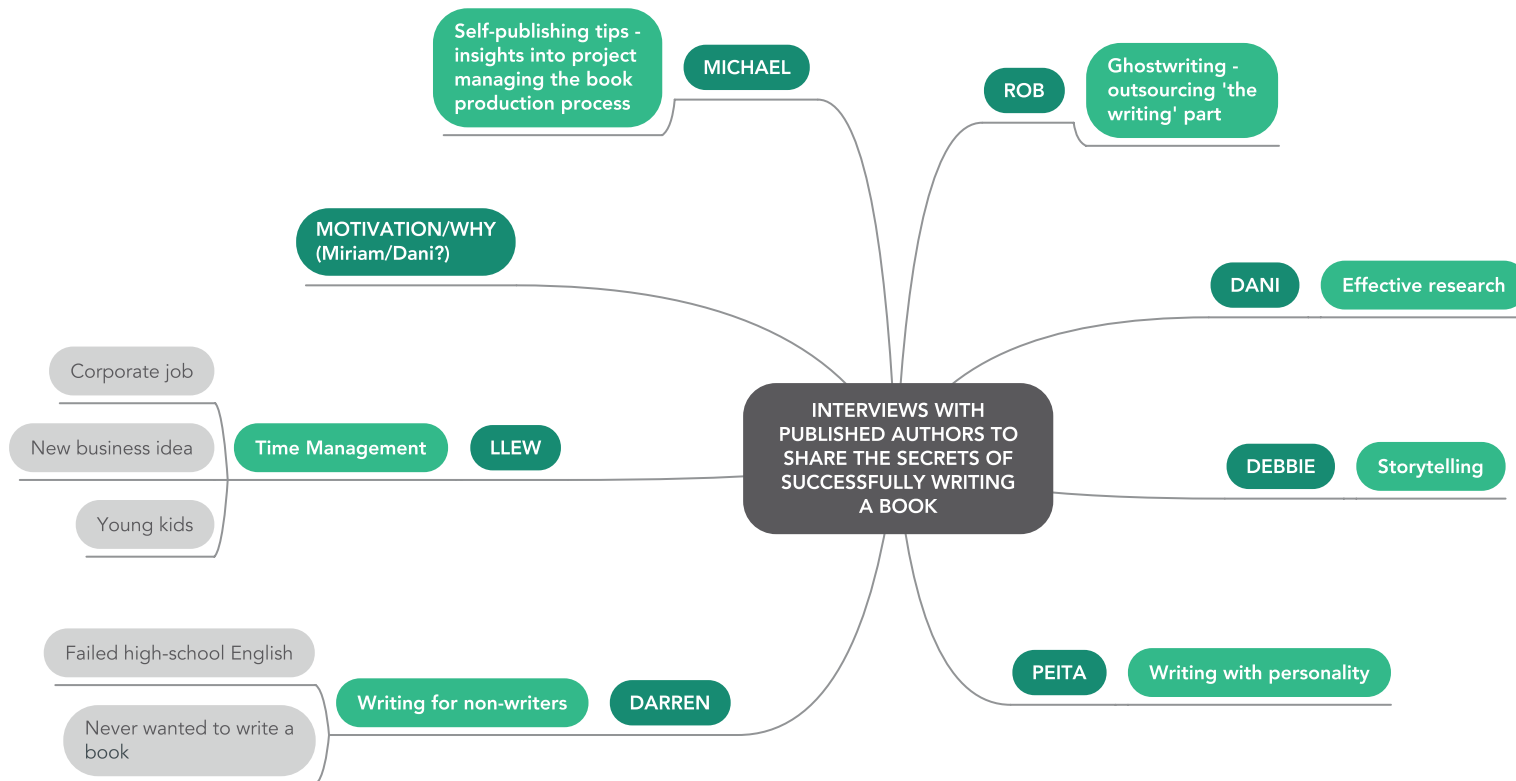 Self-publishing tips -
insights into project
managing the book
production process
MICHAEL
ROB
Ghostwriting -
outsourcing 'the
writing' part
MOTIVATION/WHY
(Miriam/Dani?)
DANI
Effective research
Corporate job
New business idea
Young kids
Time Management
LLEW
INTERVIEWS WITH
PUBLISHED AUTHORS TO
SHARE THE SECRETS OF
SUCCESSFULLY WRITING
A BOOK
DEBBIE
Storytelling
Failed high-school English
Never wanted to write a
book
Writing for non-writers
DARREN
PEITA
Writing with personality